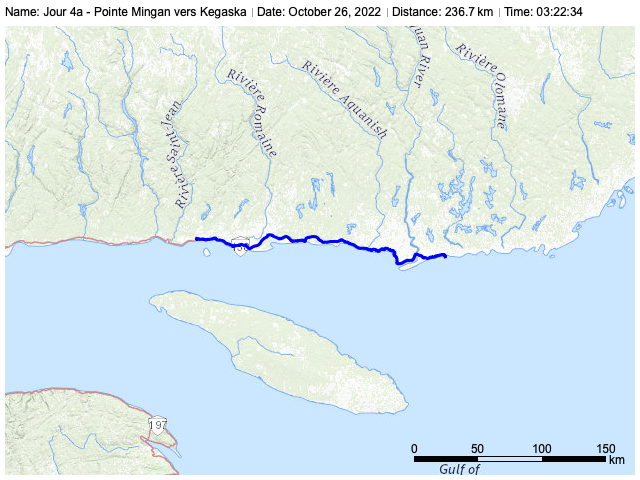 Name: Jour 4a - Pointe Mingan vers Kegaska | Date: October 26, 2022 | Distance: 236.7 km | Time: 03:22:34
uan River
Rivière Olomane
Rivière Aquanish
Rivière Romaine
Rivière Saint-Jean
138
197
0 50 100 150
km
Gulf of